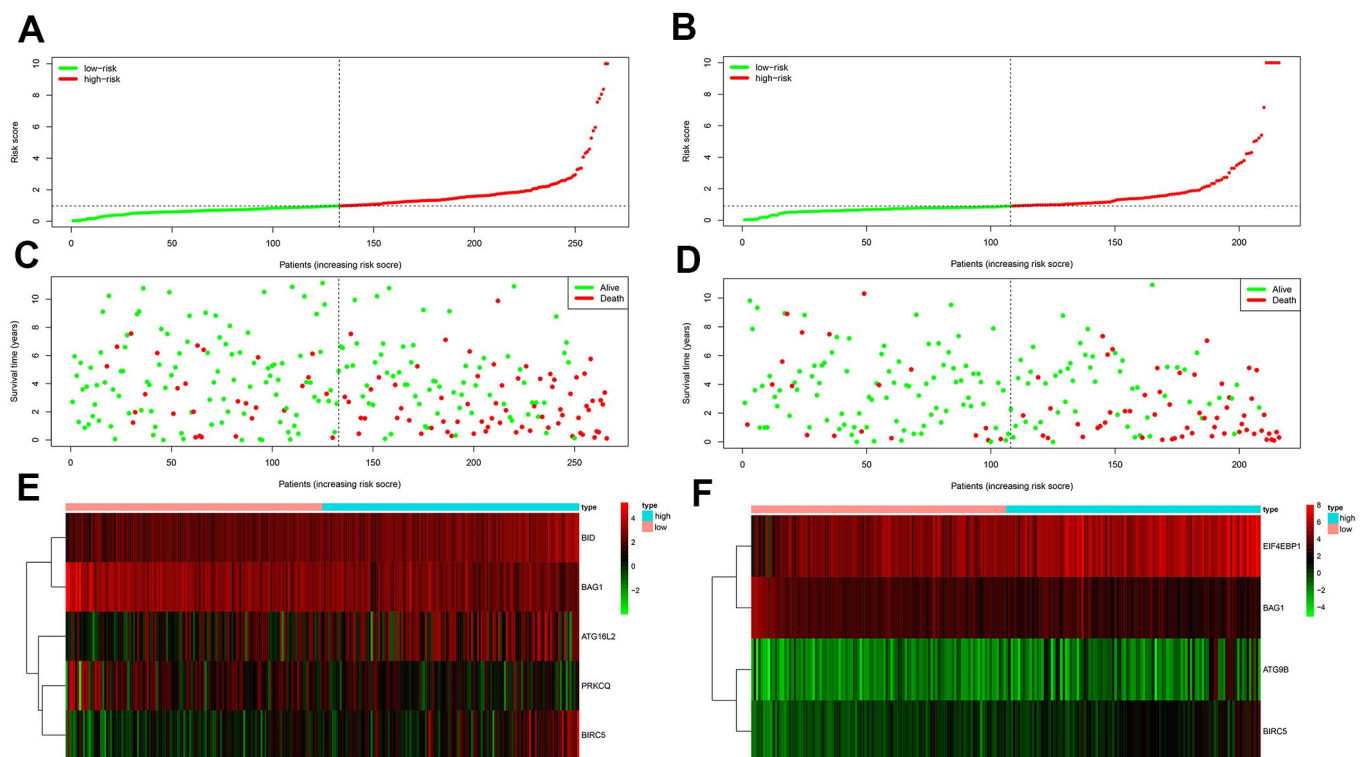 A
B
low−risk
high−risk
Risk score
0
2
4
6
8
10
0
50
100
150
200
250
Patients (increasing risk socre)
low−risk
high−risk
Risk score
0
2
4
6
8
10
0
50
100
150
200
Patients (increasing risk socre)
C
D
Alive
Death
Survival time (years)
0
2
4
6
8
10
0
50
100
150
200
250
Patients (increasing risk socre)
Alive
Death
Survival time (years)
0
2
4
6
8
10
0
50
100
150
200
Patients (increasing risk socre)
E
F
type
BID
BAG1
ATG16L2
PRKCQ
BIRC5
type
high
low
4
2
0
−2
type
EIF4EBP1
BAG1
ATG9B
BIRC5
type
high
low
8
6
4
2
0
−2
−4